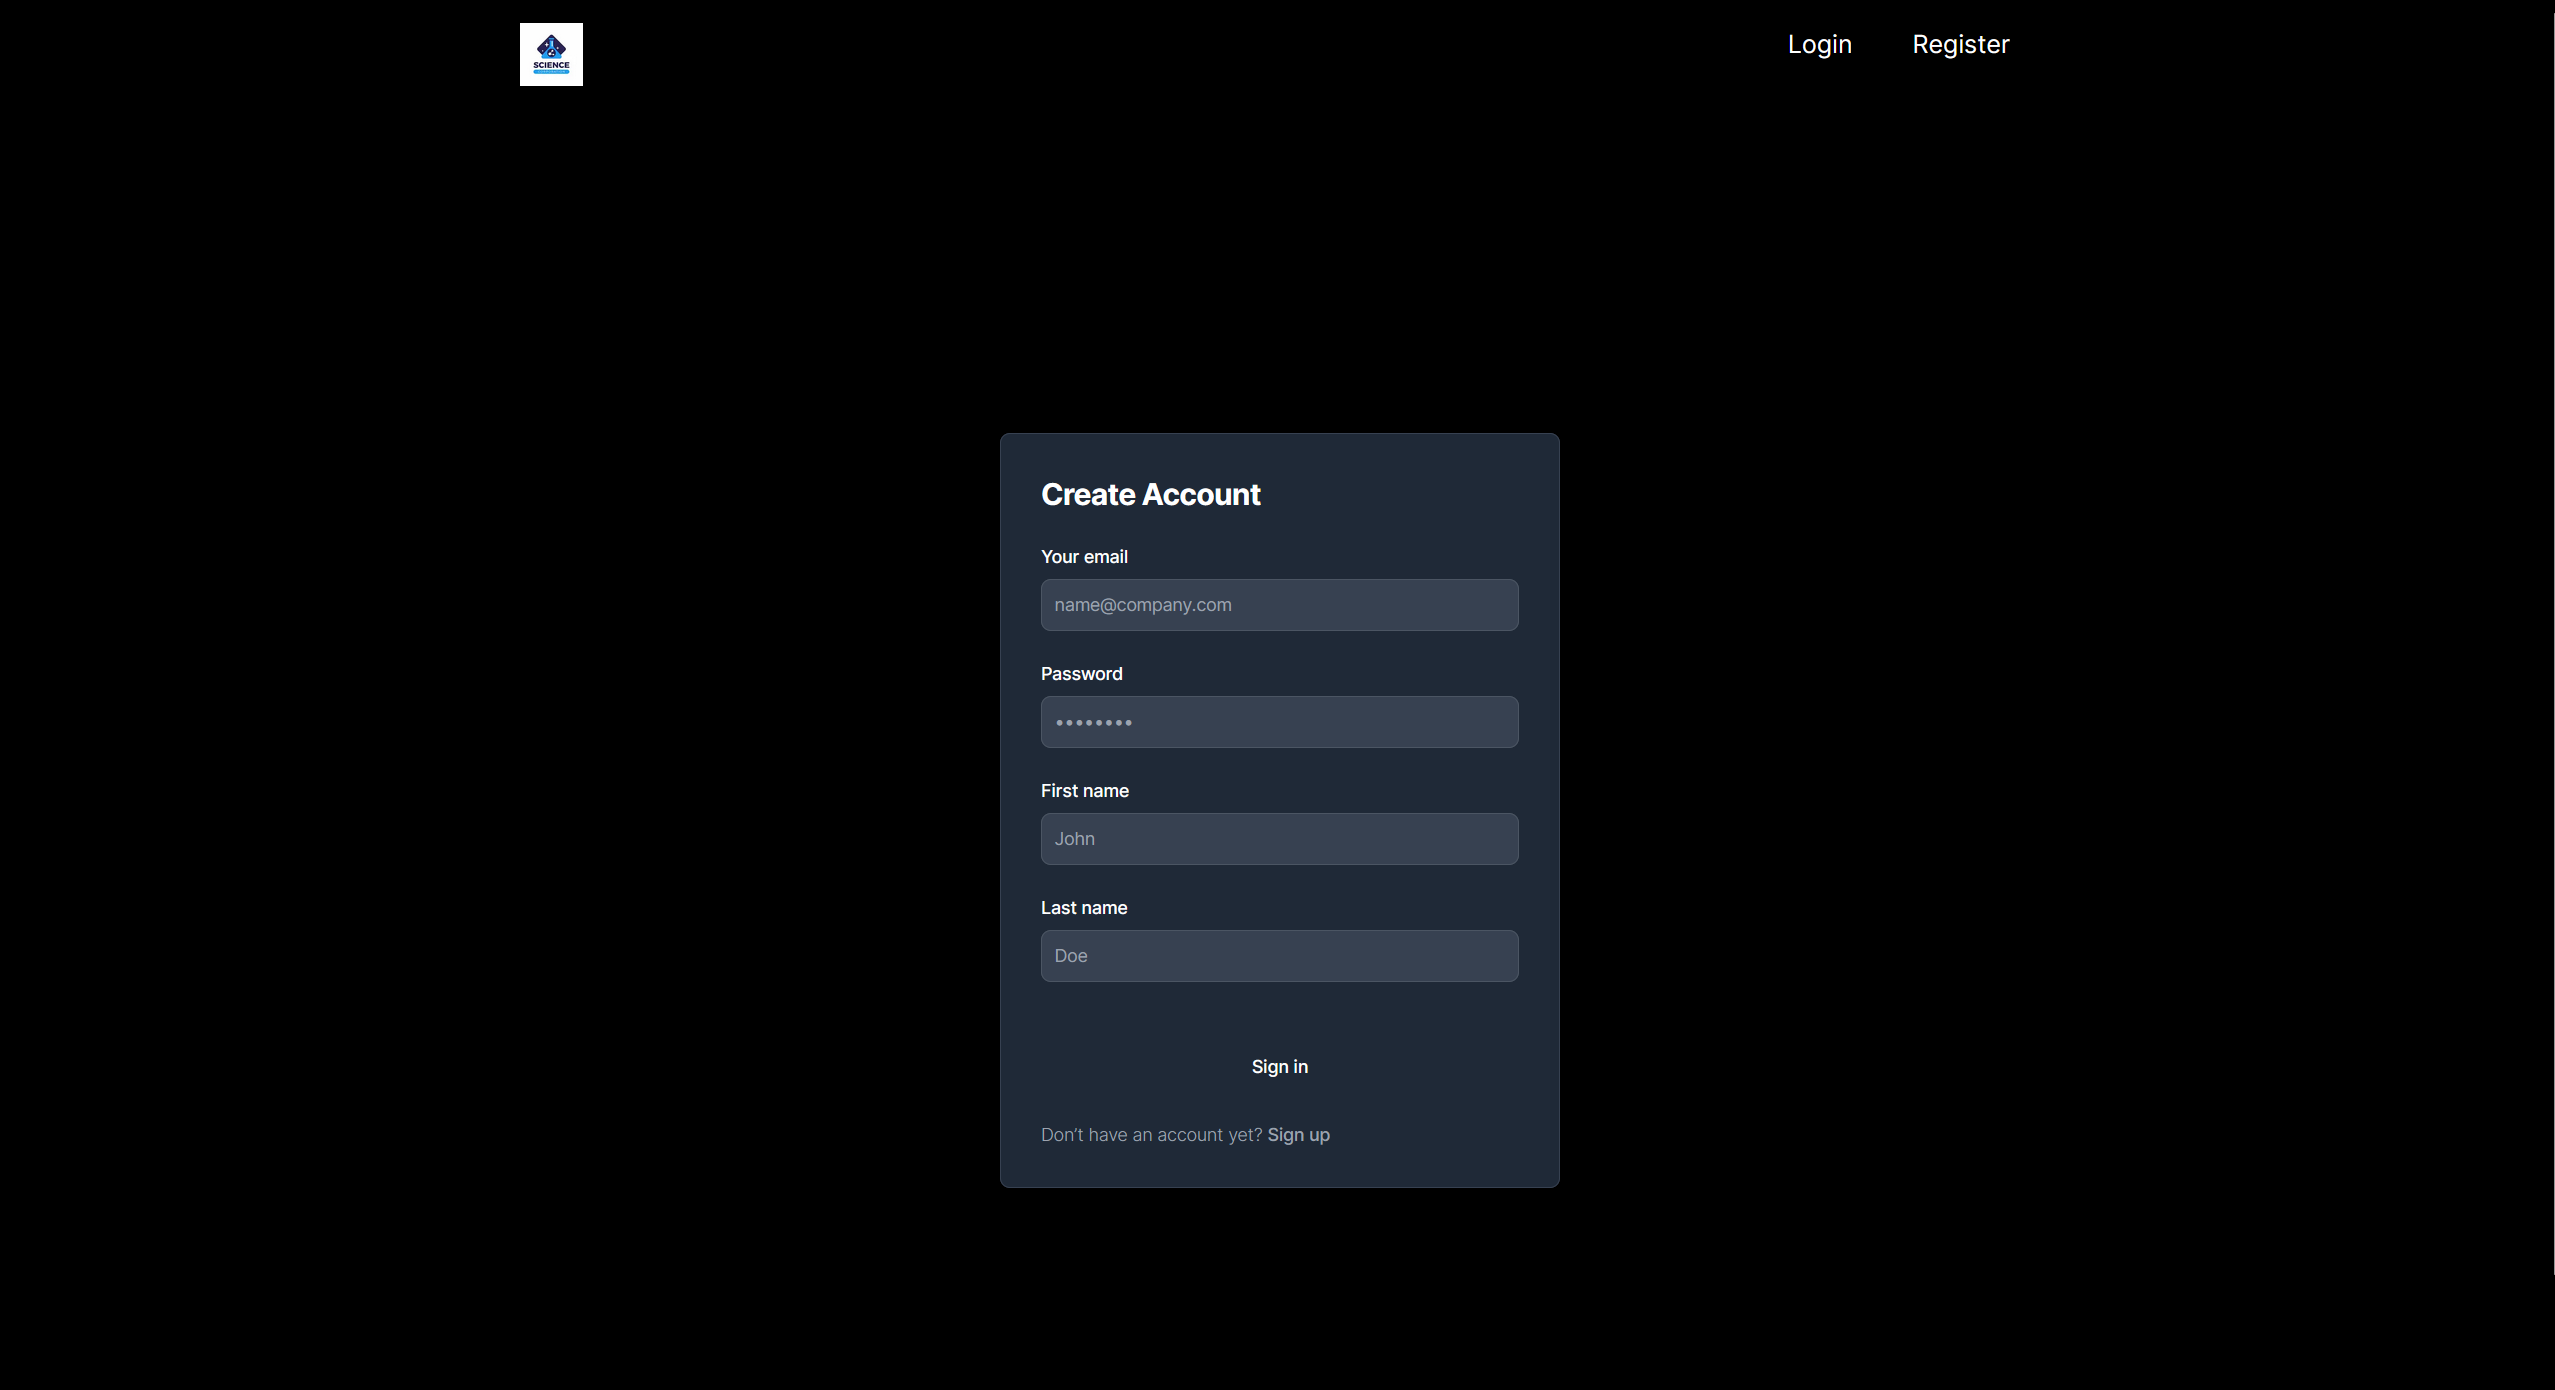 SCIENCE
Login Register
Create Account
Your email
name@company.com
Password
••••••••
First name
John
Last name
Doe
Sign in
Don’t have an account yet? Sign up